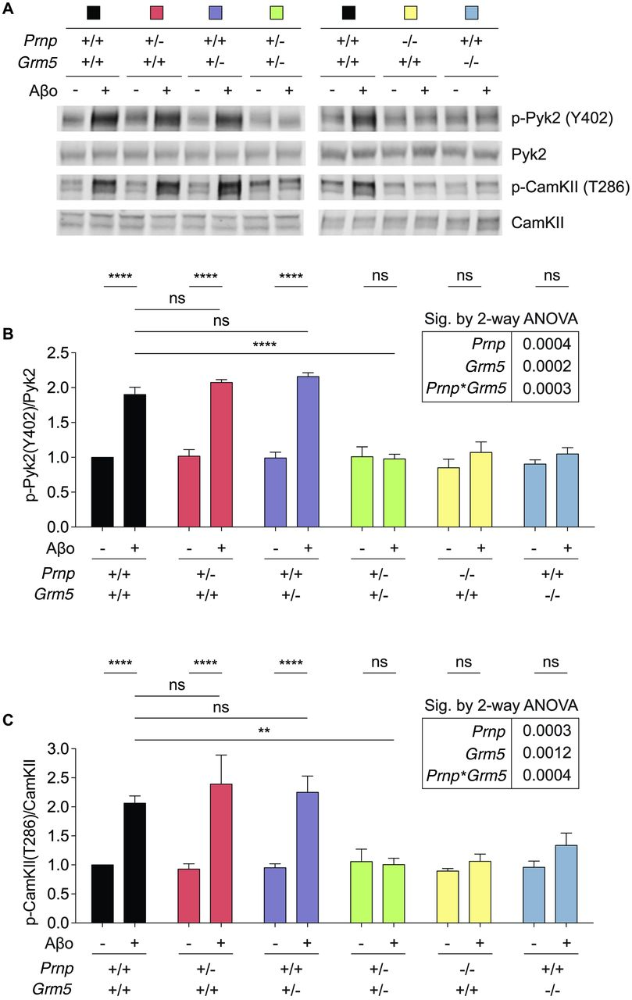 A
Prnp +/+ +/- +/+ +/- +/+ -/- +/+
Grm5 +/+ +/+ +/- +/- +/+ +/+ -/-
Aβo - + - + - + - + - + - + - +
p-Pyk2 (Y402)
Pyk2
p-CamKII (T286)
CamKII
**** **** **** ns ns ns
ns
ns
****
B
Sig. by 2-way ANOVA
Prnp 0.0004
Grm5 0.0002
Prnp*Grm5 0.0003
p-Pyk2(Y402)/Pyk2
2.5
2.0
1.5
1.0
0.5
0.0
Aβo - + - + - + - + - + - +
Prnp +/+ +/- +/+ +/- -/- +/+
Grm5 +/+ +/+ +/- +/- +/+ -/-
**** **** **** ns ns ns
ns
ns
**
C
Sig. by 2-way ANOVA
Prnp 0.0003
Grm5 0.0012
Prnp*Grm5 0.0004
p-CamKII(T286)/CamKII
3.0
2.5
2.0
1.5
1.0
0.5
0.0
Aβo - + - + - + - + - + - +
Prnp +/+ +/- +/+ +/- -/- +/+
Grm5 +/+ +/+ +/- +/- +/+ -/-